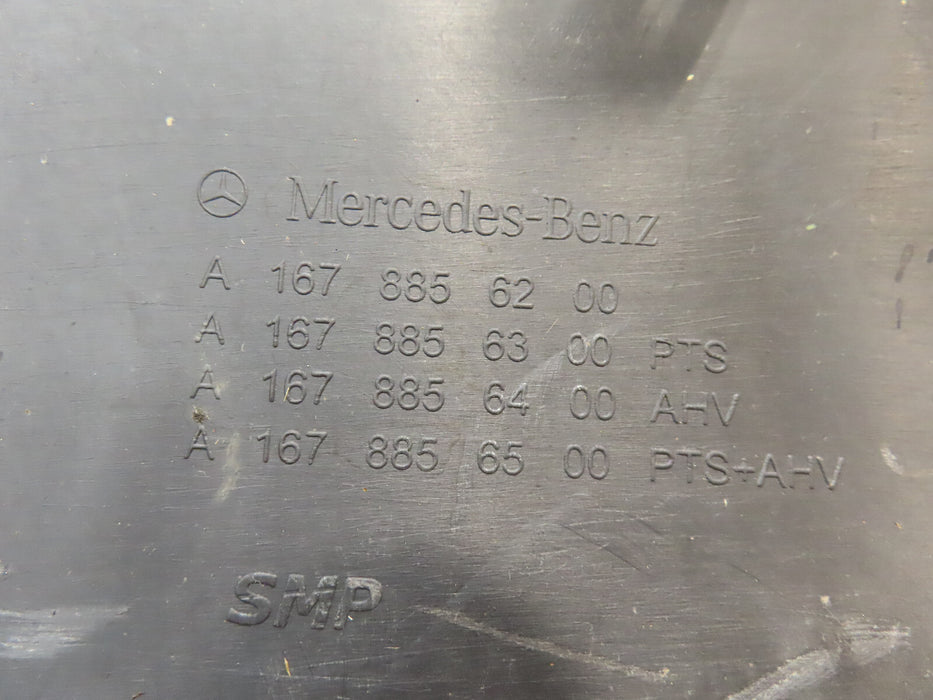 Mercedes-Benz
A 167 885 62 00
A 167 885 63 00 PTS
A 167 885 64 00 AHV
A 167 885 65 00 PTS+AHV
SMP